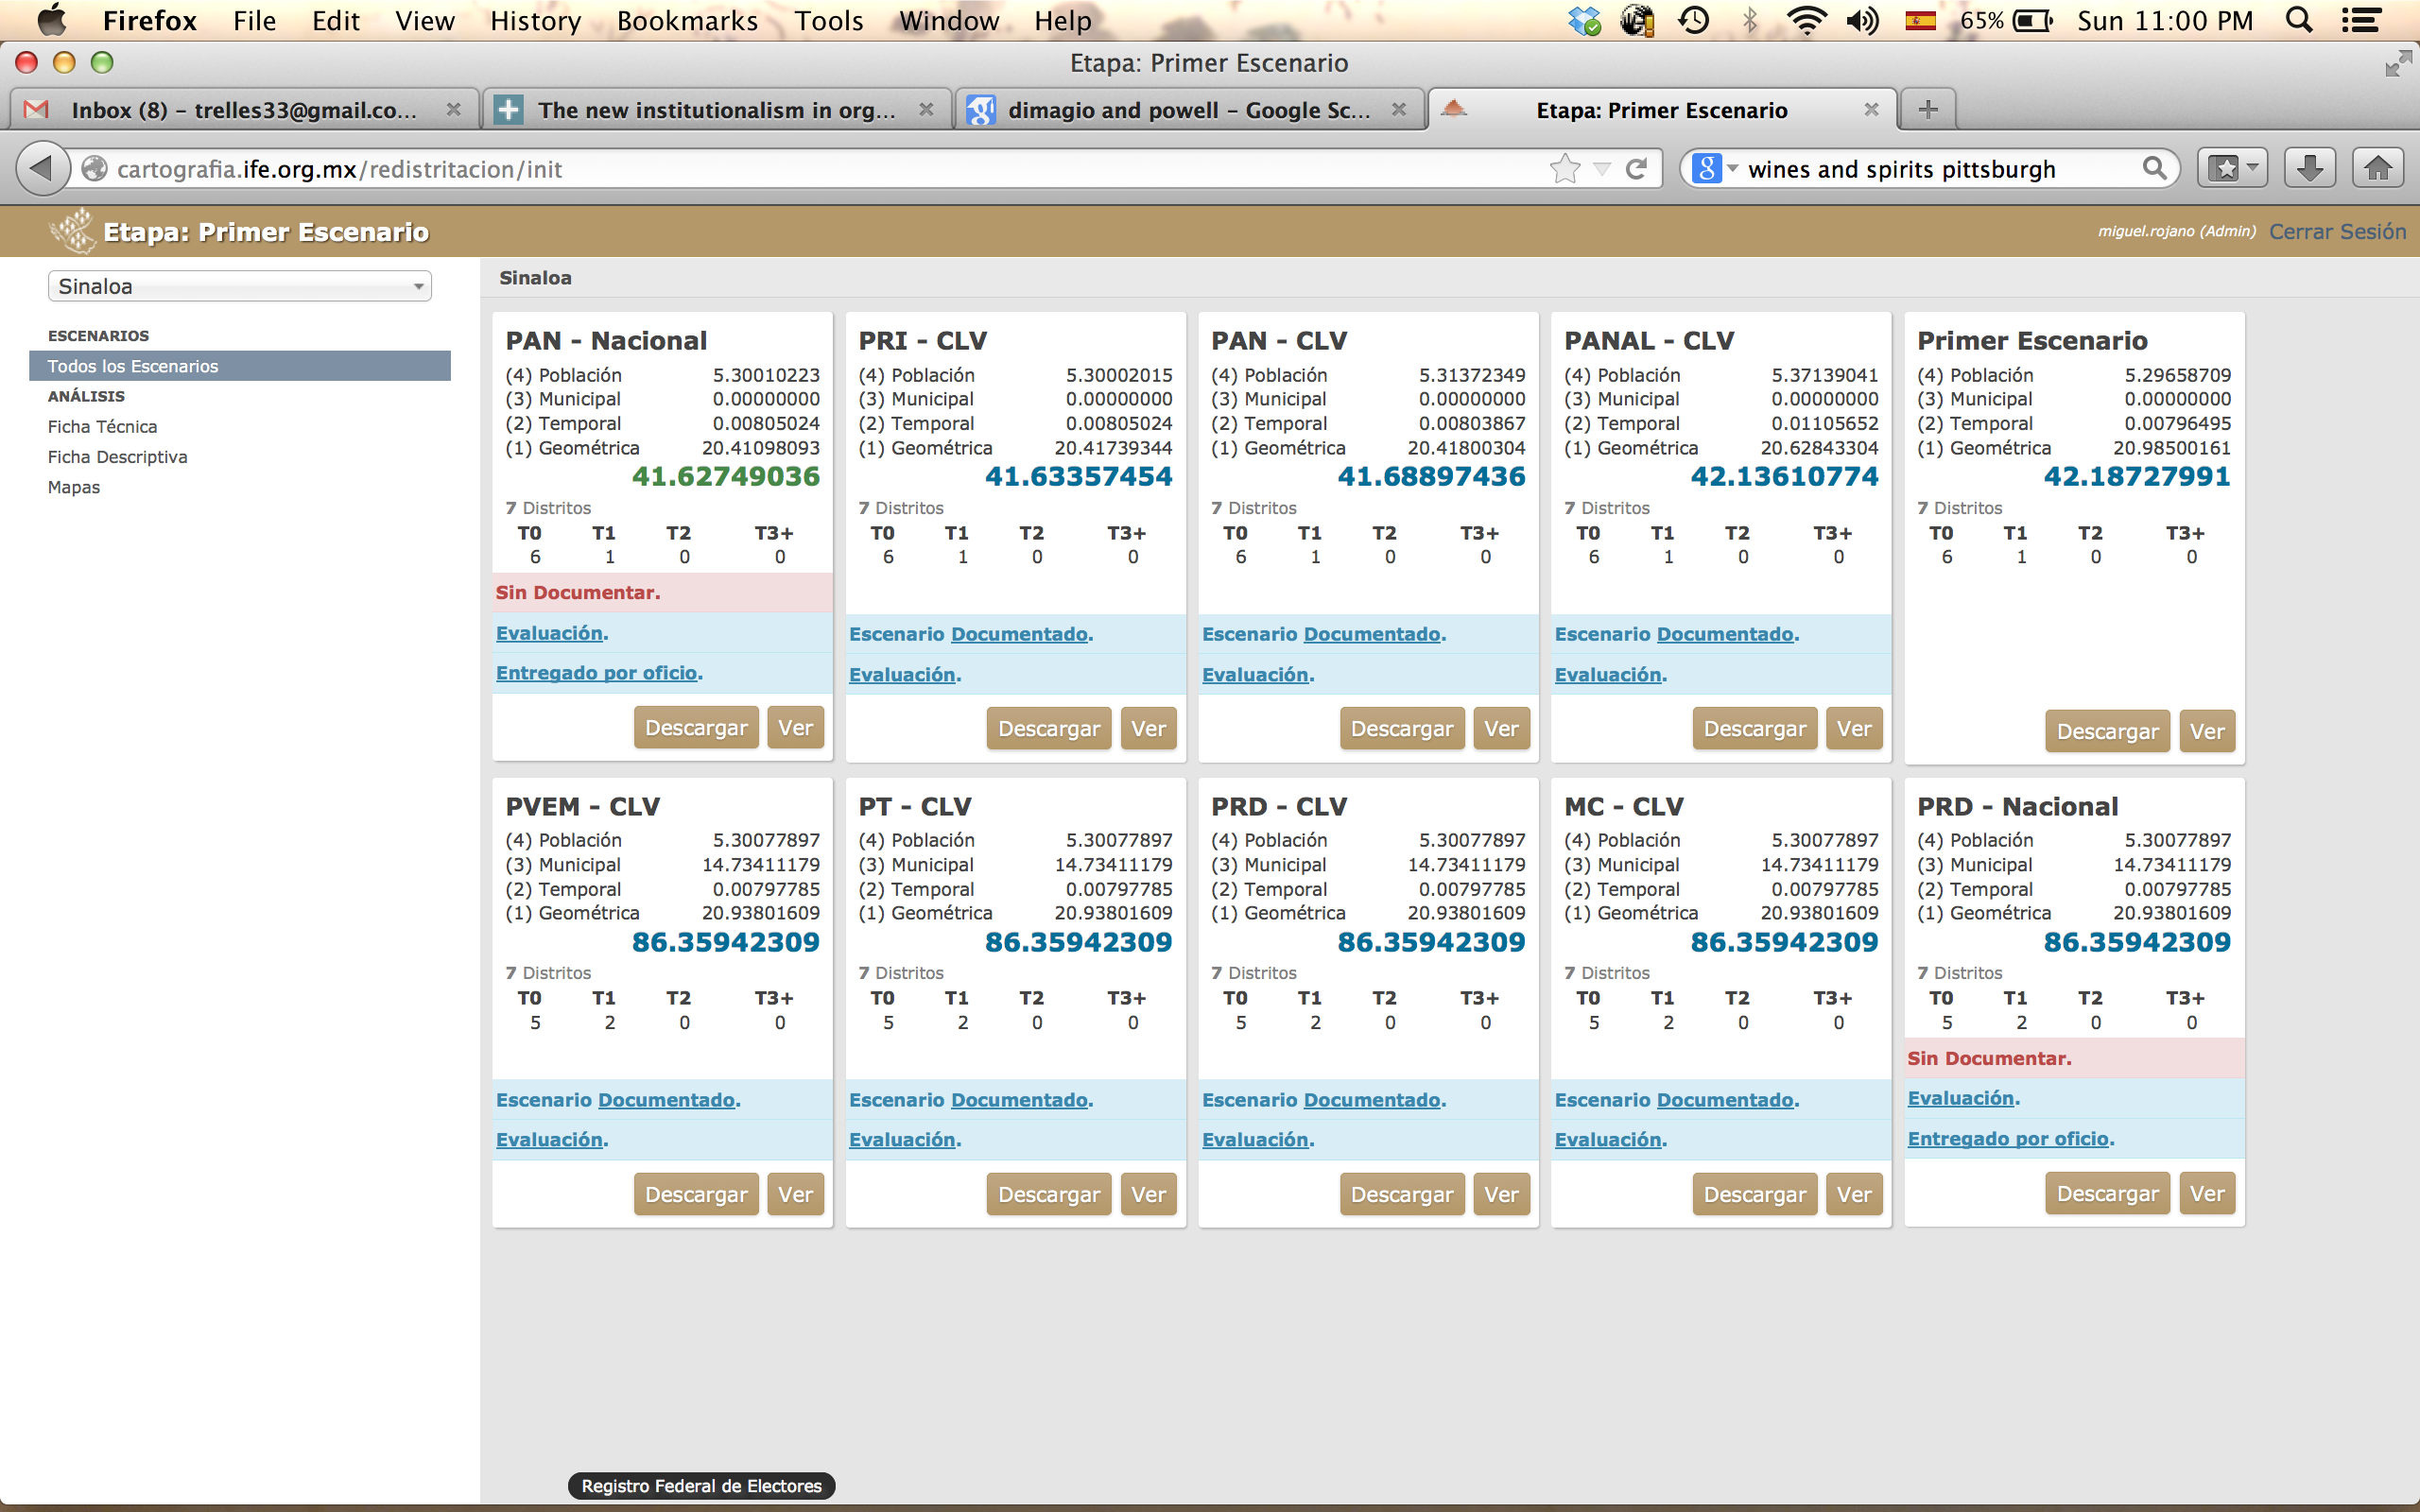 Firefox File Edit View History Bookmarks Tools Window Help 65% Sun 11:00 PM
Etapa: Primer Escenario
Inbox (8) – trelles33@gmail.co... The new institutionalism in org... dimagio and powell – Google Sc... Etapa: Primer Escenario
cartografia.ife.org.mx/redistritacion/init wines and spirits pittsburgh
Etapa: Primer Escenario miguel.rojano (Admin) Cerrar Sesión
Sinaloa
ESCENARIOS
Todos los Escenarios
ANÁLISIS
Ficha Técnica
Ficha Descriptiva
Mapas
Sinaloa
PAN - Nacional
(4) Población 5.30010223
(3) Municipal 0.00000000
(2) Temporal 0.00805024
(1) Geométrica 20.41098093
41.62749036
7 Distritos
T0 T1 T2 T3+
6 1 0 0
Sin Documentar.
Evaluación.
Entregado por oficio.
Descargar Ver
PRI - CLV
(4) Población 5.30002015
(3) Municipal 0.00000000
(2) Temporal 0.00805024
(1) Geométrica 20.41739344
41.63357454
7 Distritos
T0 T1 T2 T3+
6 1 0 0
Escenario Documentado.
Evaluación.
Descargar Ver
PAN - CLV
(4) Población 5.31372349
(3) Municipal 0.00000000
(2) Temporal 0.00803867
(1) Geométrica 20.41800304
41.68897436
7 Distritos
T0 T1 T2 T3+
6 1 0 0
Escenario Documentado.
Evaluación.
Descargar Ver
PANAL - CLV
(4) Población 5.37139041
(3) Municipal 0.00000000
(2) Temporal 0.01105652
(1) Geométrica 20.62843304
42.13610774
7 Distritos
T0 T1 T2 T3+
6 1 0 0
Escenario Documentado.
Evaluación.
Descargar Ver
Primer Escenario
(4) Población 5.29658709
(3) Municipal 0.00000000
(2) Temporal 0.00796495
(1) Geométrica 20.98500161
42.18727991
7 Distritos
T0 T1 T2 T3+
6 1 0 0
Descargar Ver
PVEM - CLV
(4) Población 5.30077897
(3) Municipal 14.73411179
(2) Temporal 0.00797785
(1) Geométrica 20.93801609
86.35942309
7 Distritos
T0 T1 T2 T3+
5 2 0 0
Escenario Documentado.
Evaluación.
Descargar Ver
PT - CLV
(4) Población 5.30077897
(3) Municipal 14.73411179
(2) Temporal 0.00797785
(1) Geométrica 20.93801609
86.35942309
7 Distritos
T0 T1 T2 T3+
5 2 0 0
Escenario Documentado.
Evaluación.
Descargar Ver
PRD - CLV
(4) Población 5.30077897
(3) Municipal 14.73411179
(2) Temporal 0.00797785
(1) Geométrica 20.93801609
86.35942309
7 Distritos
T0 T1 T2 T3+
5 2 0 0
Escenario Documentado.
Evaluación.
Descargar Ver
MC - CLV
(4) Población 5.30077897
(3) Municipal 14.73411179
(2) Temporal 0.00797785
(1) Geométrica 20.93801609
86.35942309
7 Distritos
T0 T1 T2 T3+
5 2 0 0
Escenario Documentado.
Evaluación.
Descargar Ver
PRD - Nacional
(4) Población 5.30077897
(3) Municipal 14.73411179
(2) Temporal 0.00797785
(1) Geométrica 20.93801609
86.35942309
7 Distritos
T0 T1 T2 T3+
5 2 0 0
Sin Documentar.
Evaluación.
Entregado por oficio.
Descargar Ver
Registro Federal de Electores